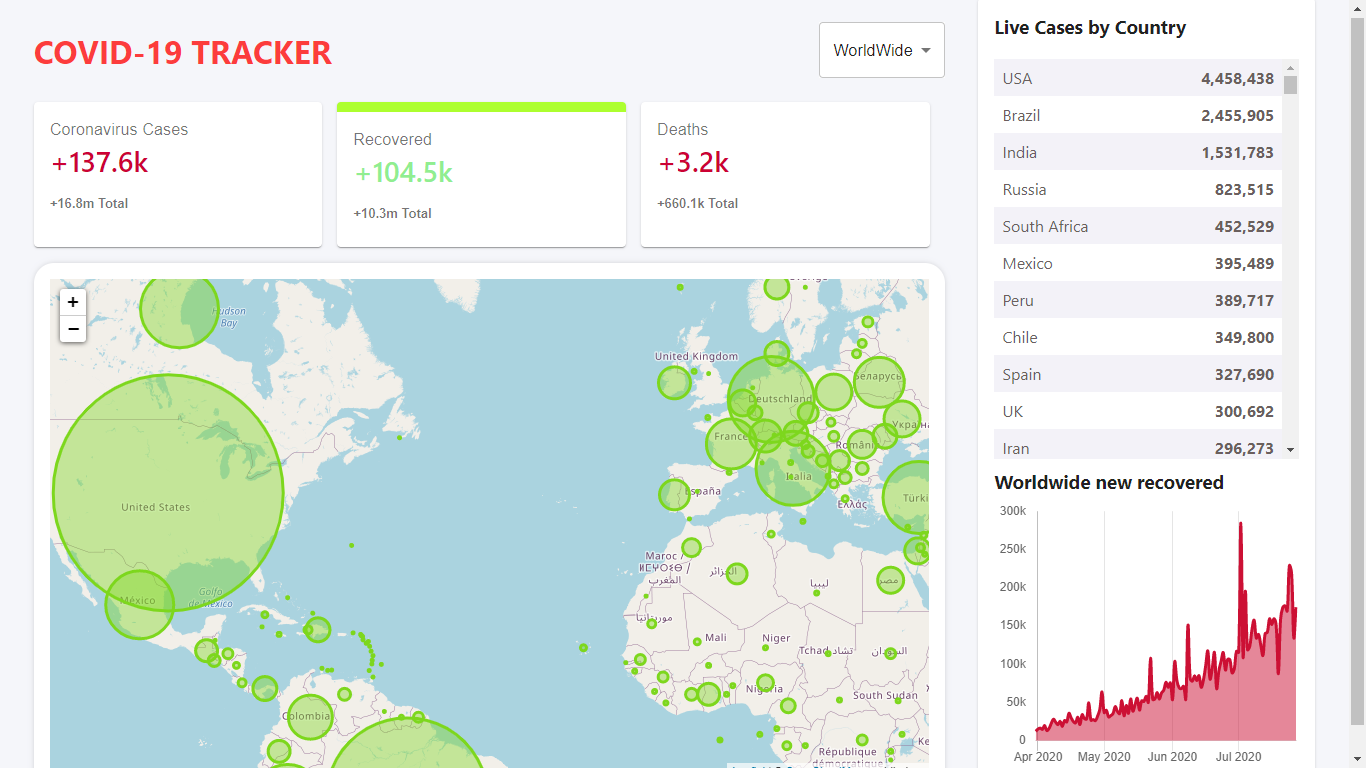 COVID-19 TRACKER
WorldWide
Coronavirus Cases
+137.6k
+16.8m Total
Recovered
+104.5k
+10.3m Total
Deaths
+3.2k
+660.1k Total
+
−
Hudson
Bay
United States
Golfo
de México
México
Colombia
United Kingdom
Deutschland
Беларусь
France
România
Italia
España
Ελλάς
Maroc /
ⵍⵎⵖⵔⵉⴱ /
المغرب
الجزائر
ليبيا
مصر
موريتانيا
Mali
Niger
Tchad تشاد
السودان
Nigeria
South Sudan
République
démocratique
Live Cases by Country
USA 4,458,438
Brazil 2,455,905
India 1,531,783
Russia 823,515
South Africa 452,529
Mexico 395,489
Peru 389,717
Chile 349,800
Spain 327,690
UK 300,692
Iran 296,273
Worldwide new recovered
300k
250k
200k
150k
100k
50k
0
Apr 2020 May 2020 Jun 2020 Jul 2020